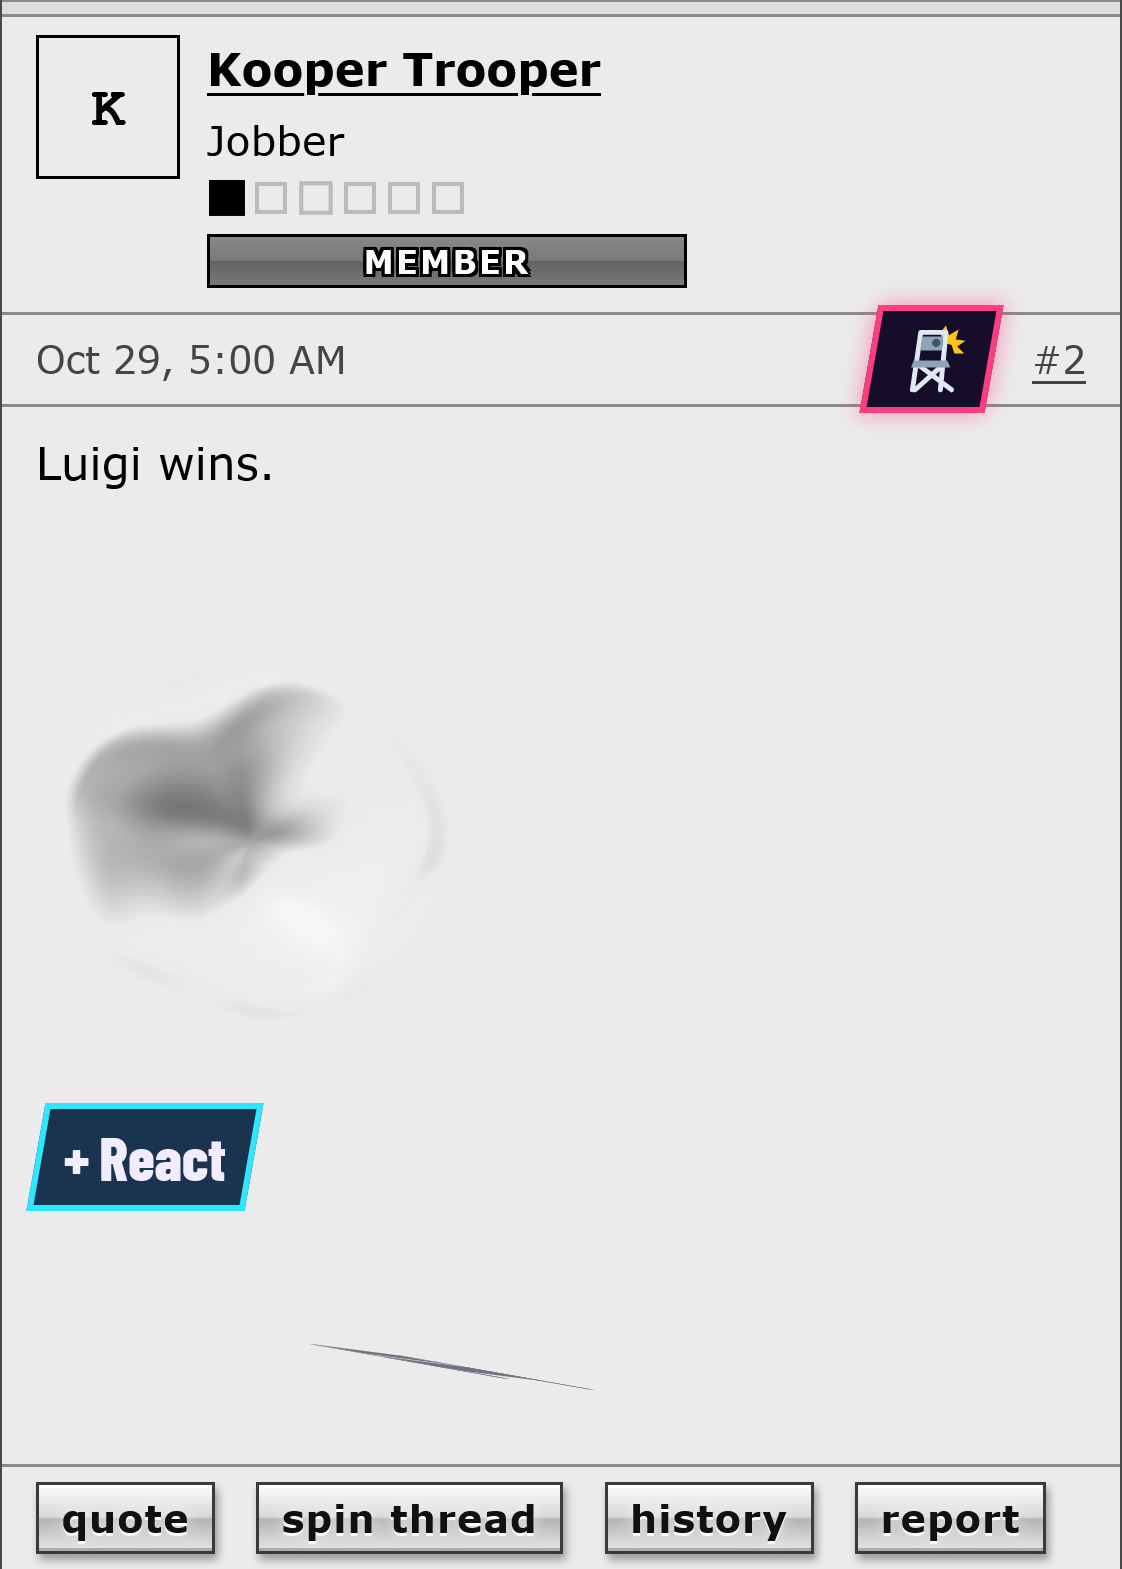 K
Kooper Trooper
Jobber
MEMBER
Oct 29, 5:00 AM
#2
Luigi wins.
+ React
quote
spin thread
history
report